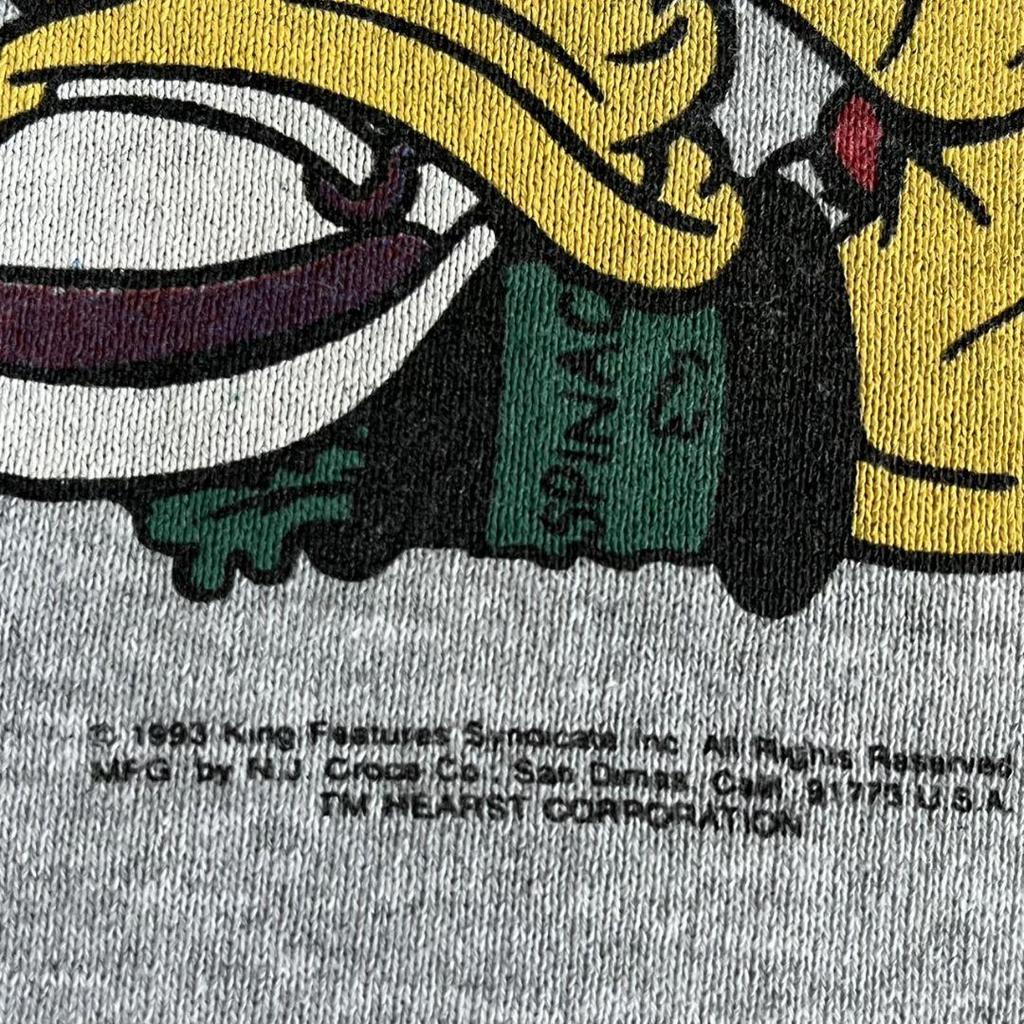 SPINAC
© 1993 King Features Syndicate Inc. All Rights Reserved
MFG. by N.J. Croce Co., San Dimas, Calif. 91773 U.S.A.
TM HEARST CORPORATION